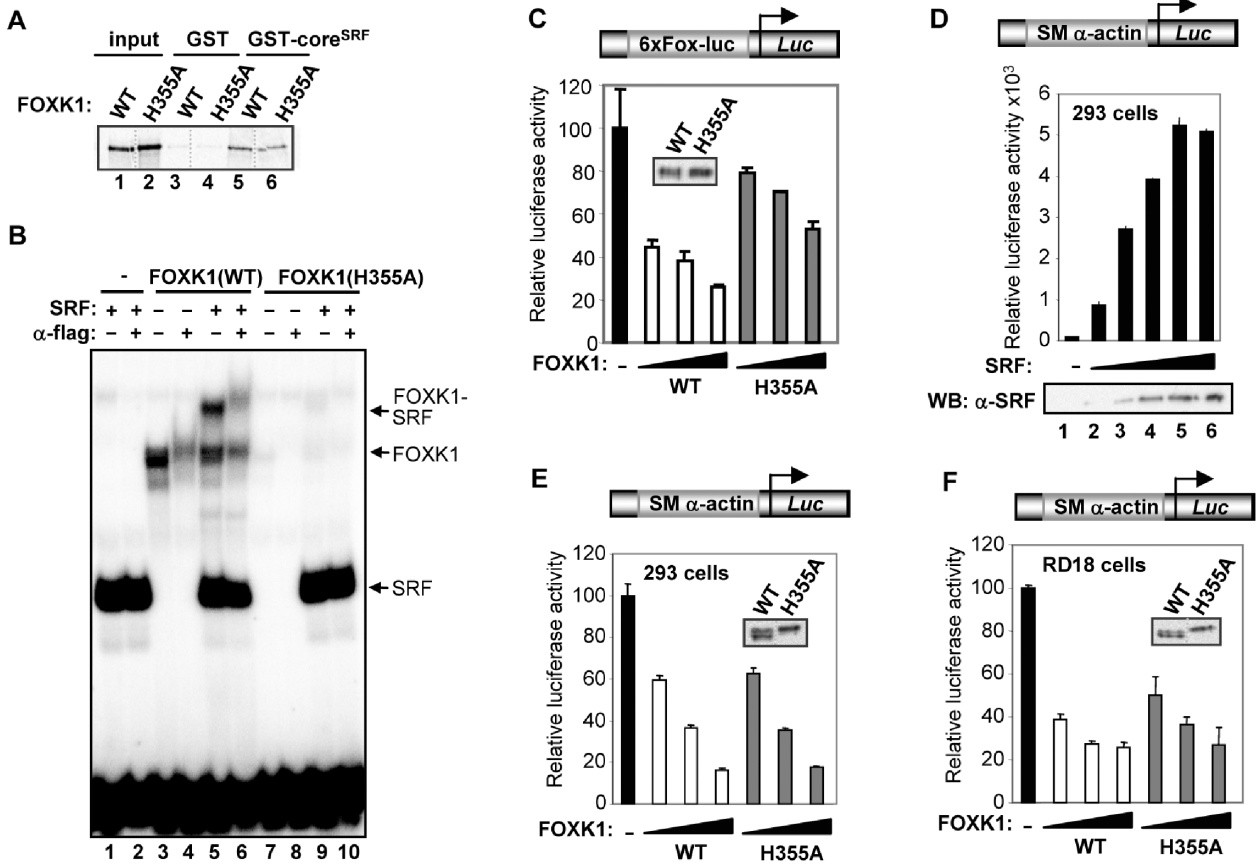 A
input GST GST-coreSRF
FOXK1: WT H355A WT H355A WT H355A
1 2 3 4 5 6
B
- FOXK1(WT) FOXK1(H355A)
SRF: + + – – + + – – + +
α-flag: – + – + – + – + – +
FOXK1-
SRF
FOXK1
SRF
1 2 3 4 5 6 7 8 9 10
C
6xFox-luc Luc
Relative luciferase activity
120
100
80
60
40
20
0
WT H355A
FOXK1: –
WT H355A
D
SM α-actin Luc
Relative luciferase activity x10³
6
5
4
3
2
1
0
293 cells
SRF: –
WB: α-SRF
1 2 3 4 5 6
E
SM α-actin Luc
Relative luciferase activity
120
100
80
60
40
20
0
293 cells
WT H355A
FOXK1: –
WT H355A
F
SM α-actin Luc
Relative luciferase activity
120
100
80
60
40
20
0
RD18 cells
WT H355A
FOXK1: –
WT H355A